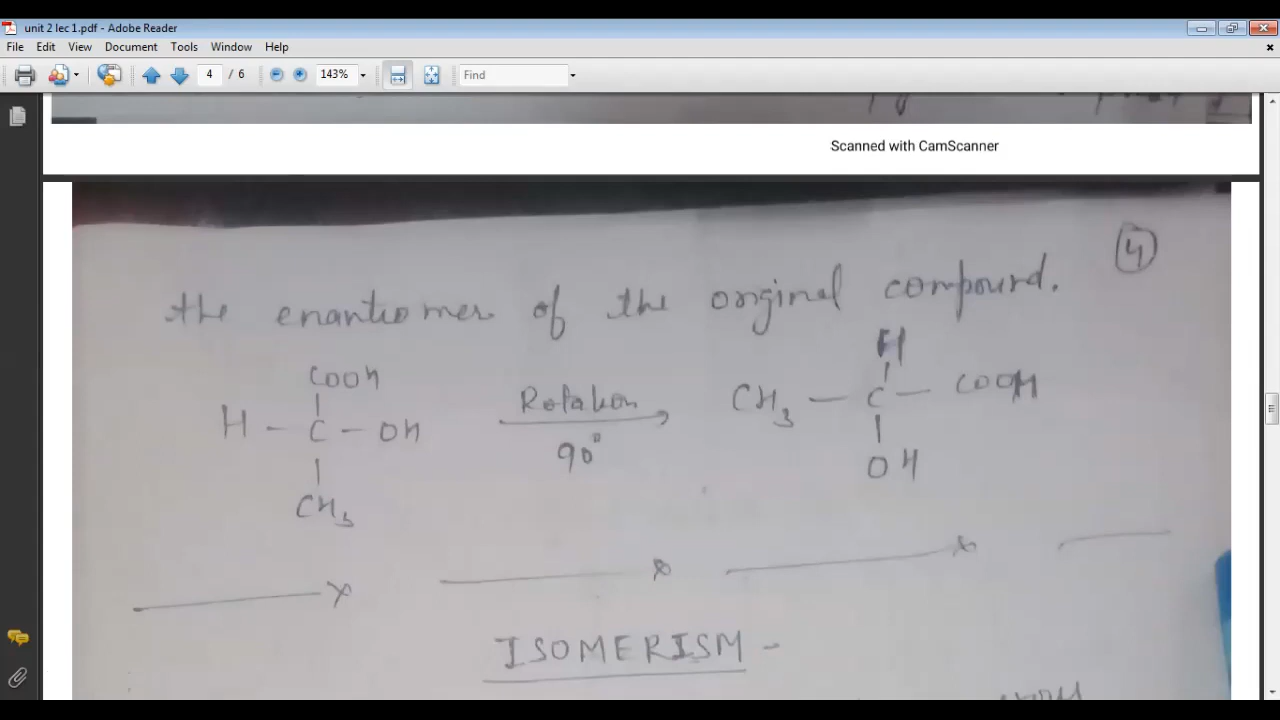 unit 2 lec 1.pdf - Adobe Reader
File Edit View Document Tools Window Help
4 / 6 143% Find
Scanned with CamScanner
4
the enantiomer of the original compound.
COOH
H - C - OH
CH3
Rotation
90°
H
CH3 - C - COOH
OH
ISOMERISM -